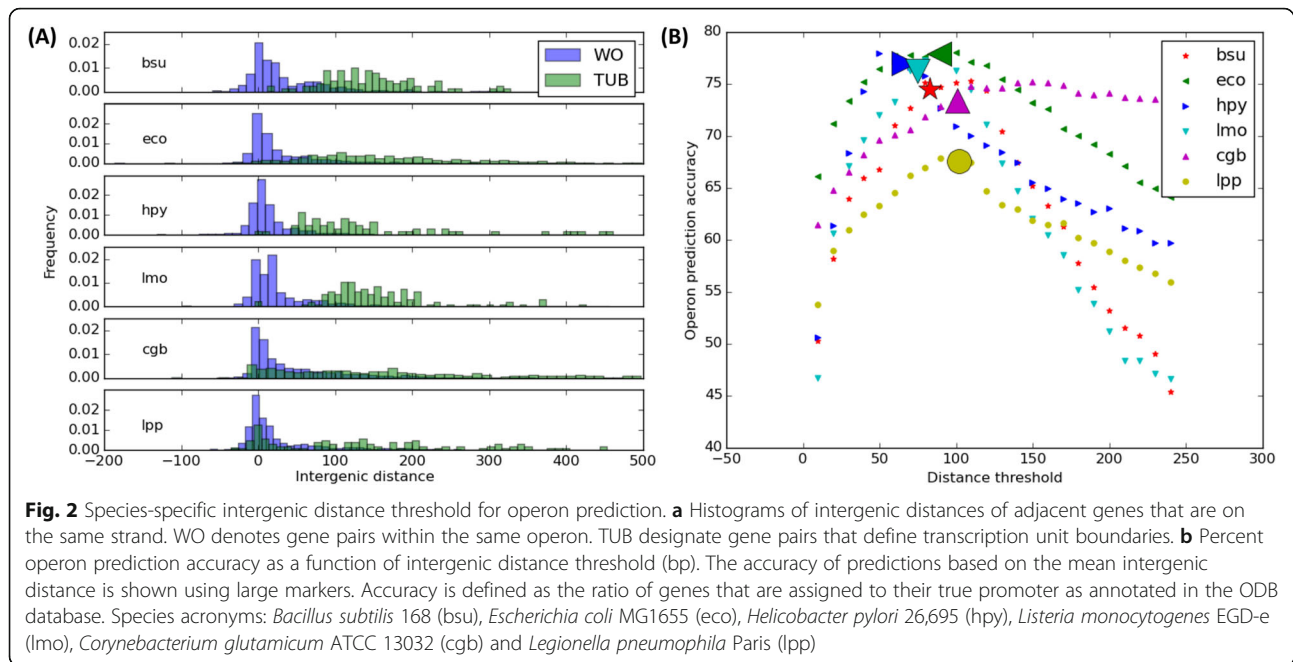 (A)
0.02
0.01
0.00
bsu
WO
TUB
0.02
0.01
0.00
eco
0.02
0.01
0.00
hpy
0.02
0.01
0.00
lmo
0.02
0.01
0.00
cgb
0.02
0.01
0.00
lpp
Frequency
-200 -100 0 100 200 300 400 500
Intergenic distance
(B)
80
75
70
65
60
55
50
45
40
Operon prediction accuracy
bsu
eco
hpy
lmo
cgb
lpp
-50 0 50 100 150 200 250 300
Distance threshold
Fig. 2 Species-specific intergenic distance threshold for operon prediction. a Histograms of intergenic distances of adjacent genes that are on
the same strand. WO denotes gene pairs within the same operon. TUB designate gene pairs that define transcription unit boundaries. b Percent
operon prediction accuracy as a function of intergenic distance threshold (bp). The accuracy of predictions based on the mean intergenic
distance is shown using large markers. Accuracy is defined as the ratio of genes that are assigned to their true promoter as annotated in the ODB
database. Species acronyms: Bacillus subtilis 168 (bsu), Escherichia coli MG1655 (eco), Helicobacter pylori 26,695 (hpy), Listeria monocytogenes EGD-e
(lmo), Corynebacterium glutamicum ATCC 13032 (cgb) and Legionella pneumophila Paris (lpp)